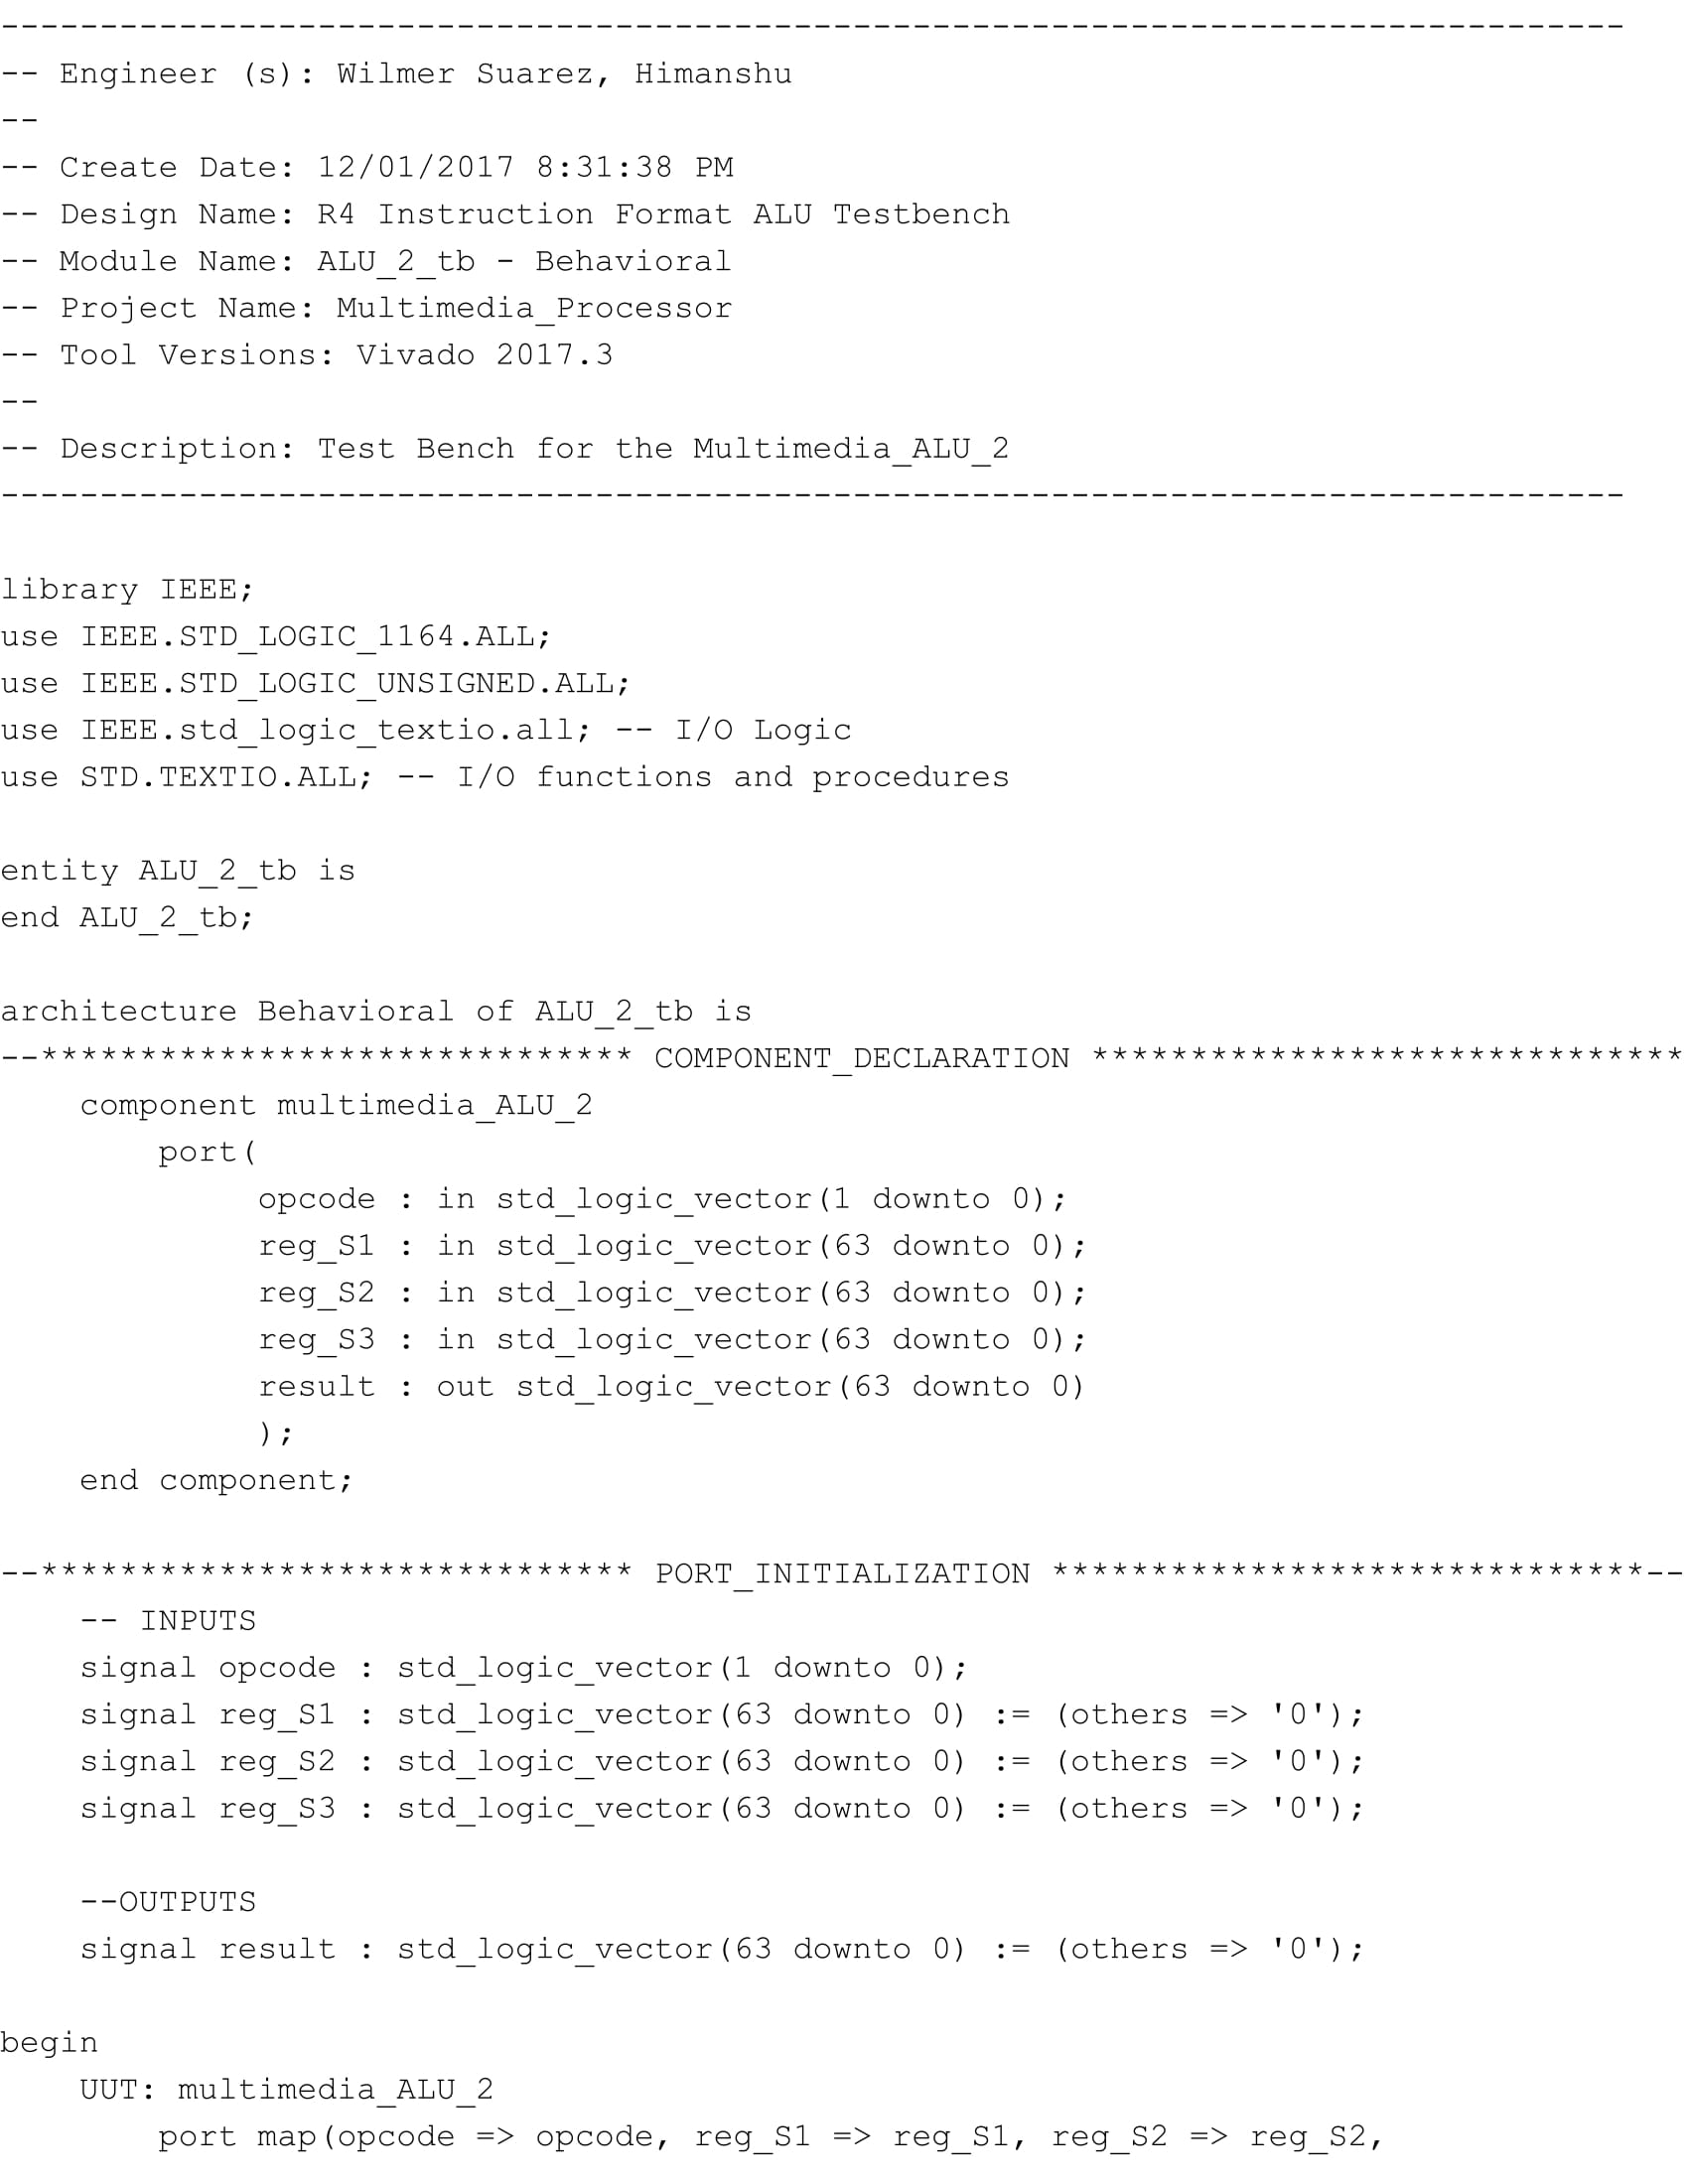 ----------------------------------------------------------------------------------
-- Engineer (s): Wilmer Suarez, Himanshu
--
-- Create Date: 12/01/2017 8:31:38 PM
-- Design Name: R4 Instruction Format ALU Testbench
-- Module Name: ALU_2_tb - Behavioral
-- Project Name: Multimedia_Processor
-- Tool Versions: Vivado 2017.3
--
-- Description: Test Bench for the Multimedia_ALU_2
----------------------------------------------------------------------------------
library IEEE;
use IEEE.STD_LOGIC_1164.ALL;
use IEEE.STD_LOGIC_UNSIGNED.ALL;
use IEEE.std_logic_textio.all; -- I/O Logic
use STD.TEXTIO.ALL; -- I/O functions and procedures
entity ALU_2_tb is
end ALU_2_tb;
architecture Behavioral of ALU_2_tb is
--****************************** COMPONENT_DECLARATION ******************************
    component multimedia_ALU_2
        port(
             opcode : in std_logic_vector(1 downto 0);
             reg_S1 : in std_logic_vector(63 downto 0);
             reg_S2 : in std_logic_vector(63 downto 0);
             reg_S3 : in std_logic_vector(63 downto 0);
             result : out std_logic_vector(63 downto 0)
             );
    end component;
--****************************** PORT_INITIALIZATION ******************************--
    -- INPUTS
    signal opcode : std_logic_vector(1 downto 0);
    signal reg_S1 : std_logic_vector(63 downto 0) := (others => '0');
    signal reg_S2 : std_logic_vector(63 downto 0) := (others => '0');
    signal reg_S3 : std_logic_vector(63 downto 0) := (others => '0');
    --OUTPUTS
    signal result : std_logic_vector(63 downto 0) := (others => '0');
begin
    UUT: multimedia_ALU_2
        port map(opcode => opcode, reg_S1 => reg_S1, reg_S2 => reg_S2,